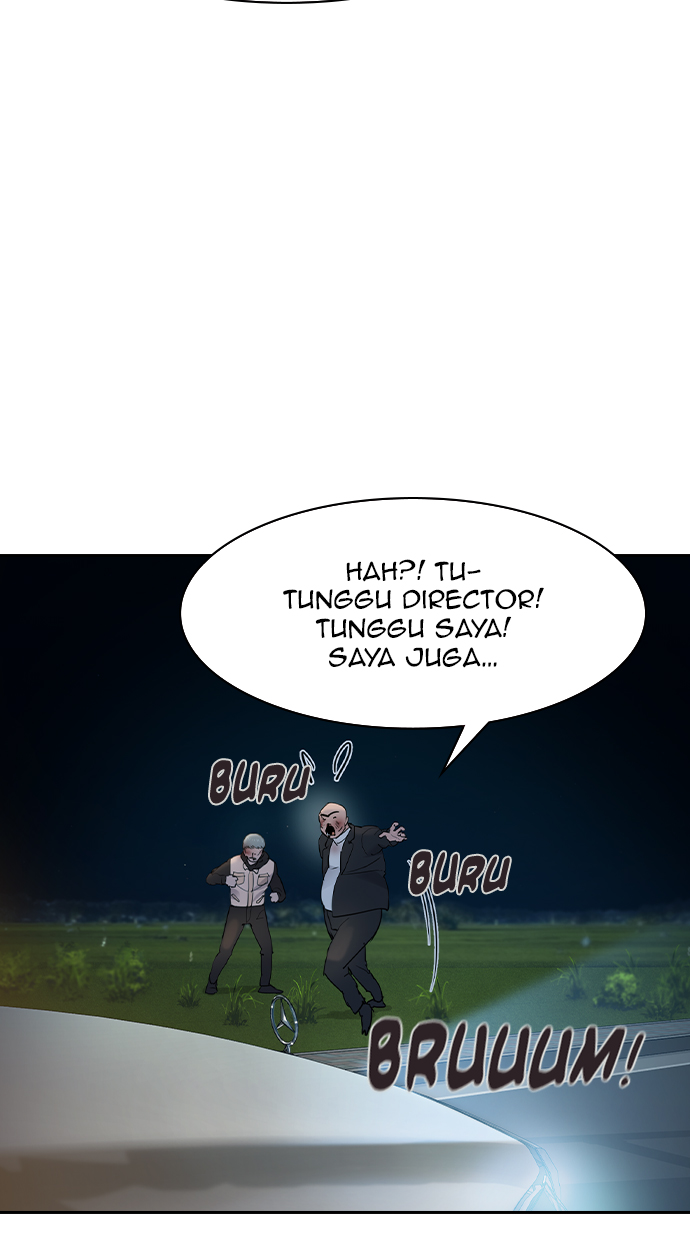 HAH?! TU-
TUNGGU DIRECTOR!
TUNGGU SAYA!
SAYA JUGA...
BURU
BURU
BRUUUM!